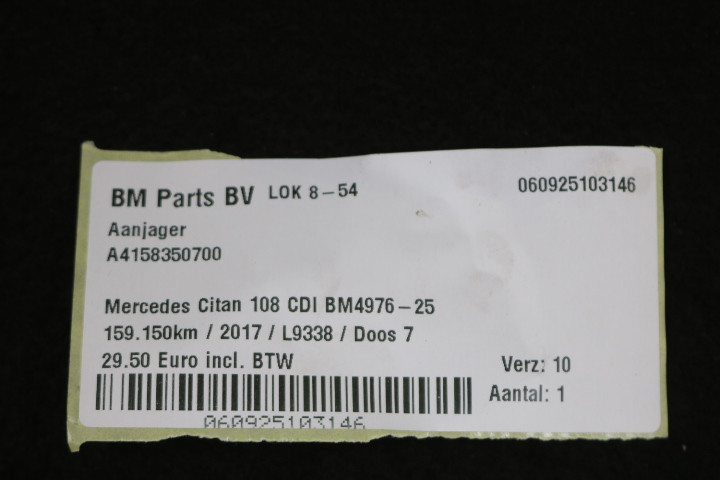 BM Parts BV LOK 8-54 060925103146
Aanjager
A4158350700
Mercedes Citan 108 CDI BM4976-25
159.150km / 2017 / L9338 / Doos 7
29.50 Euro incl. BTW Verz: 10
Aantal: 1
060925103146